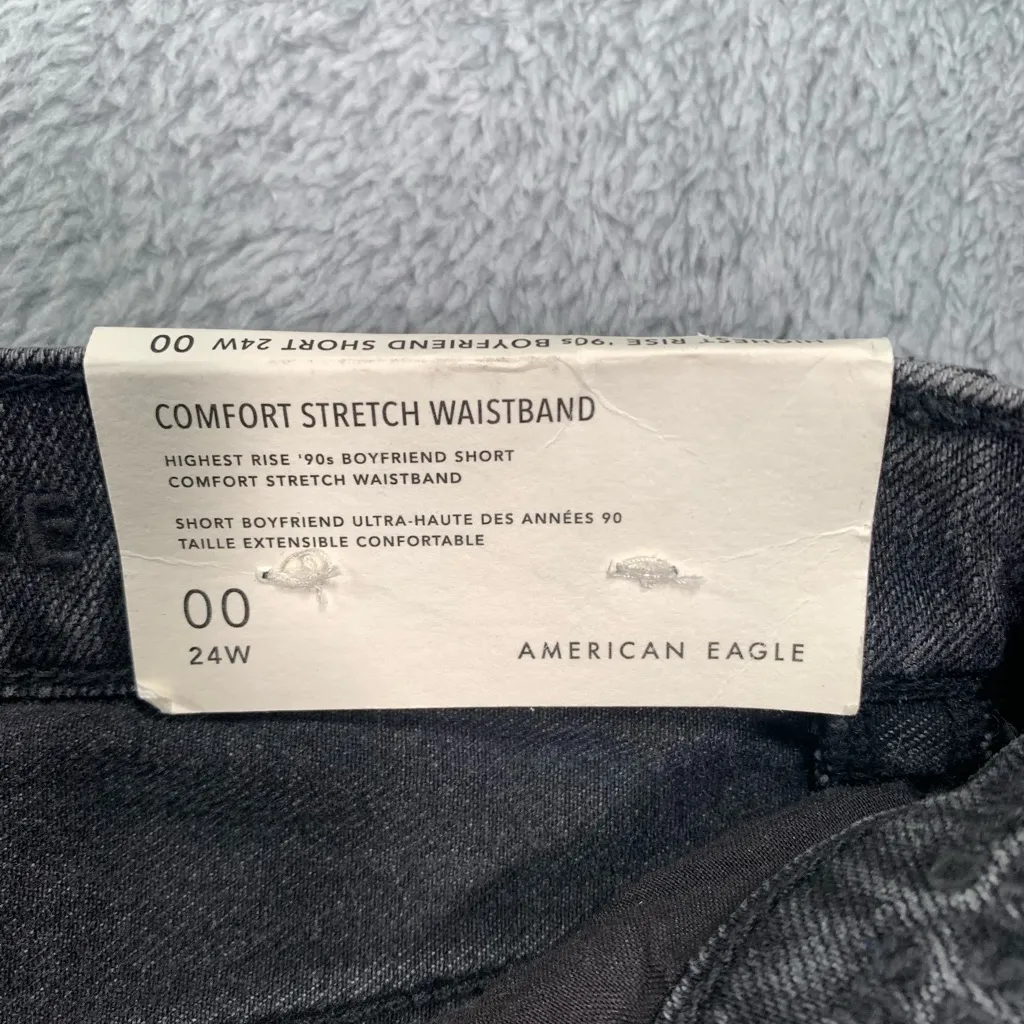 HIGHEST RISE '90s BOYFRIEND SHORT 24W 00
COMFORT STRETCH WAISTBAND
HIGHEST RISE '90s BOYFRIEND SHORT
COMFORT STRETCH WAISTBAND
SHORT BOYFRIEND ULTRA-HAUTE DES ANNÉES 90
TAILLE EXTENSIBLE CONFORTABLE
00
24W
AMERICAN EAGLE